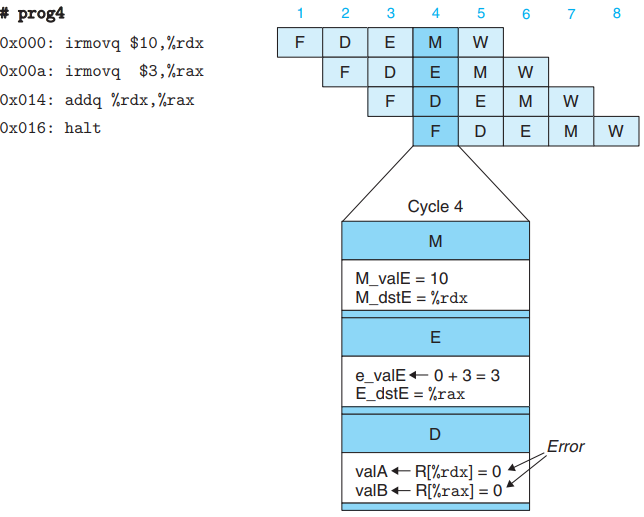 # prog4
1 2 3 4 5 6 7 8
0x000: irmovq $10,%rdx F D E M W
0x00a: irmovq $3,%rax F D E M W
0x014: addq %rdx,%rax F D E M W
0x016: halt F D E M W
Cycle 4
M
M_valE = 10
M_dstE = %rdx
E
e_valE ← 0 + 3 = 3
E_dstE = %rax
D
Error
valA ← R[%rdx] = 0
valB ← R[%rax] = 0